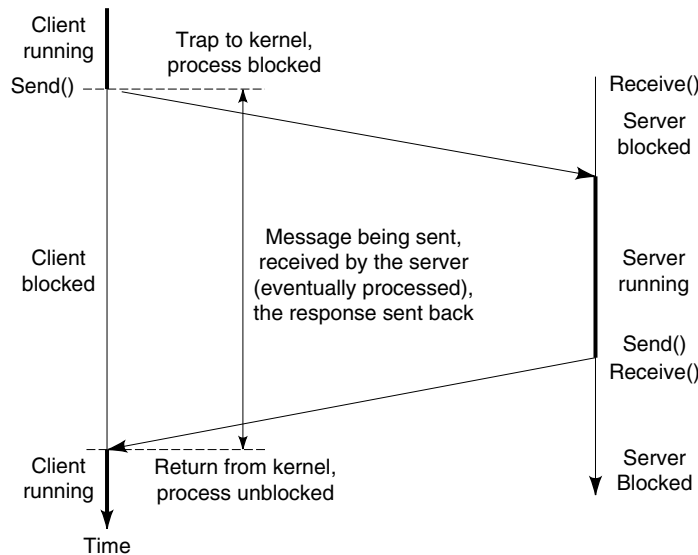 Client
running
Trap to kernel,
process blocked
Send()
Receive()
Server
blocked
Client
blocked
Message being sent,
received by the server
(eventually processed),
the response sent back
Server
running
Send()
Receive()
Client
running
Return from kernel,
process unblocked
Server
Blocked
Time